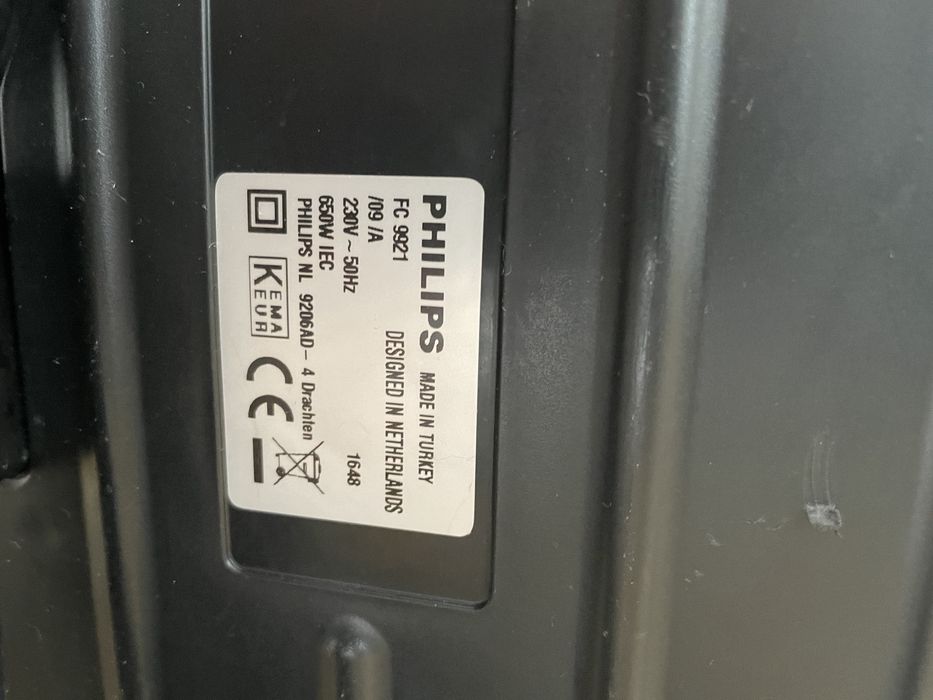 PHILIPS MADE IN TURKEY
FC 9921 DESIGNED IN NETHERLANDS
/09 /A
230V ~ 50Hz 1648
650W IEC
PHILIPS NL 9206AD– 4 Drachten
KEMA
KEUR
CE